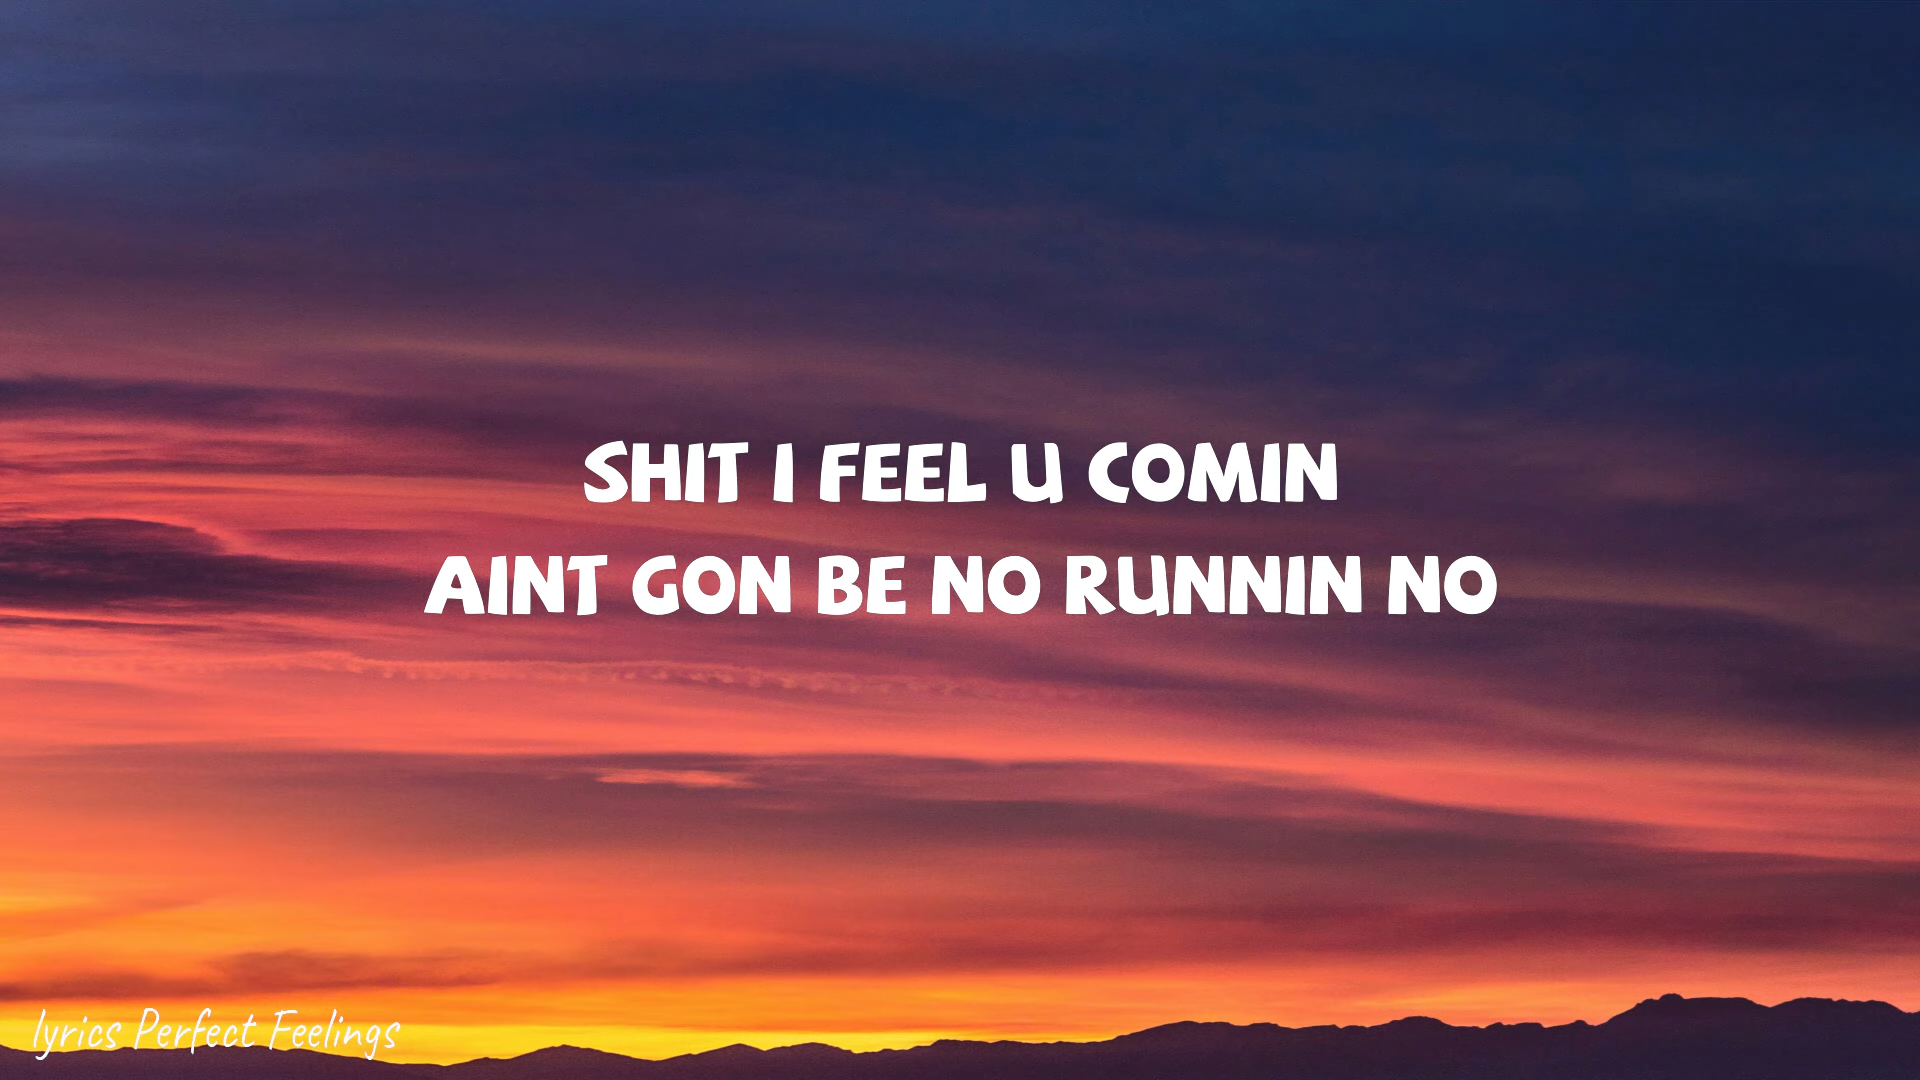 SHIT I FEEL U COMIN
AINT GON BE NO RUNNIN NO
lyrics Perfect Feelings